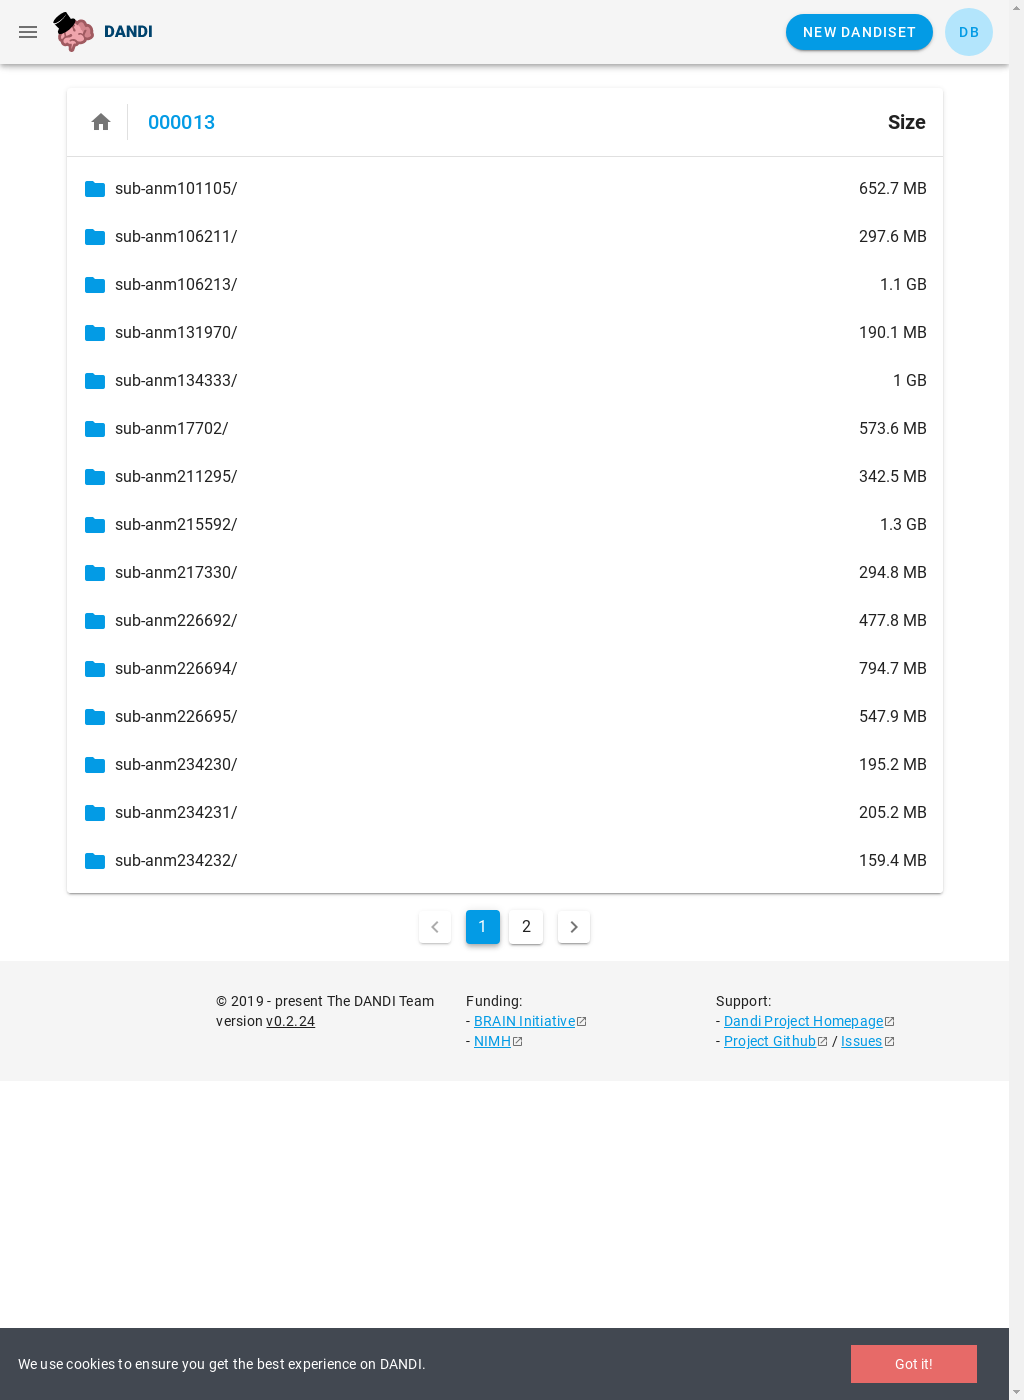 DANDI
NEW DANDISET
DB
000013
Size
sub-anm101105/ 652.7 MB
sub-anm106211/ 297.6 MB
sub-anm106213/ 1.1 GB
sub-anm131970/ 190.1 MB
sub-anm134333/ 1 GB
sub-anm17702/ 573.6 MB
sub-anm211295/ 342.5 MB
sub-anm215592/ 1.3 GB
sub-anm217330/ 294.8 MB
sub-anm226692/ 477.8 MB
sub-anm226694/ 794.7 MB
sub-anm226695/ 547.9 MB
sub-anm234230/ 195.2 MB
sub-anm234231/ 205.2 MB
sub-anm234232/ 159.4 MB
1 2
© 2019 - present The DANDI Team
version v0.2.24
Funding:
- BRAIN Initiative
- NIMH
Support:
- Dandi Project Homepage
- Project Github / Issues
We use cookies to ensure you get the best experience on DANDI.
Got it!